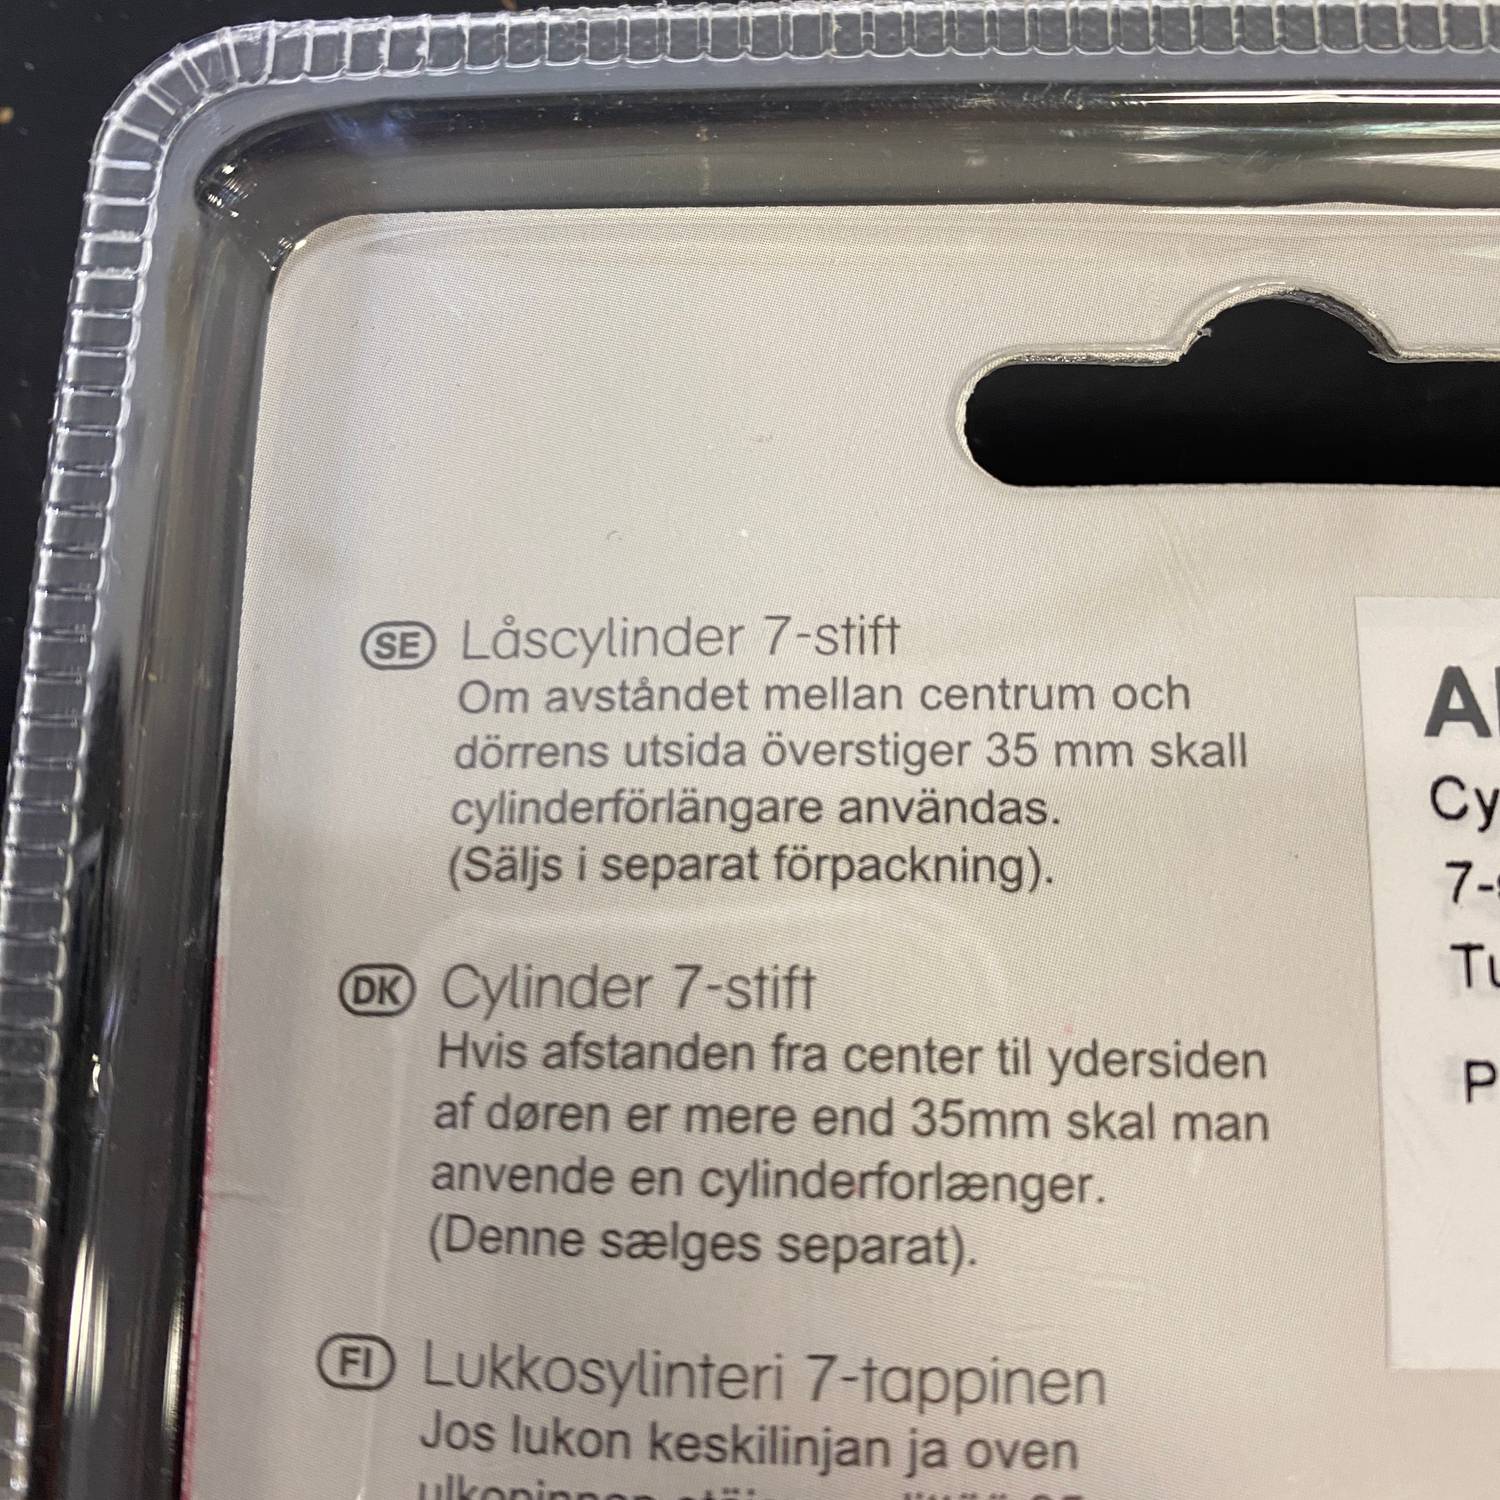 SE Låscylinder 7-stift
Om avståndet mellan centrum och
dörrens utsida överstiger 35 mm skall
cylinderförlängare användas.
(Säljs i separat förpackning).
DK Cylinder 7-stift
Hvis afstanden fra center til ydersiden
af døren er mere end 35mm skal man
anvende en cylinderforlænger.
(Denne sælges separat).
FI Lukkosylinteri 7-tappinen
Jos lukon keskilinjan ja oven
Cy
7-
P